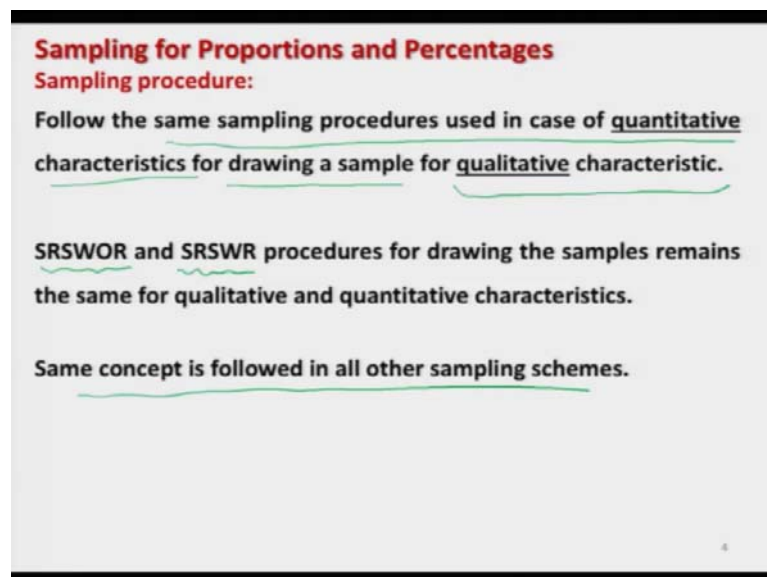 Sampling for Proportions and Percentages
Sampling procedure:
Follow the same sampling procedures used in case of quantitative
characteristics for drawing a sample for qualitative characteristic.
SRSWOR and SRSWR procedures for drawing the samples remains
the same for qualitative and quantitative characteristics.
Same concept is followed in all other sampling schemes.
4